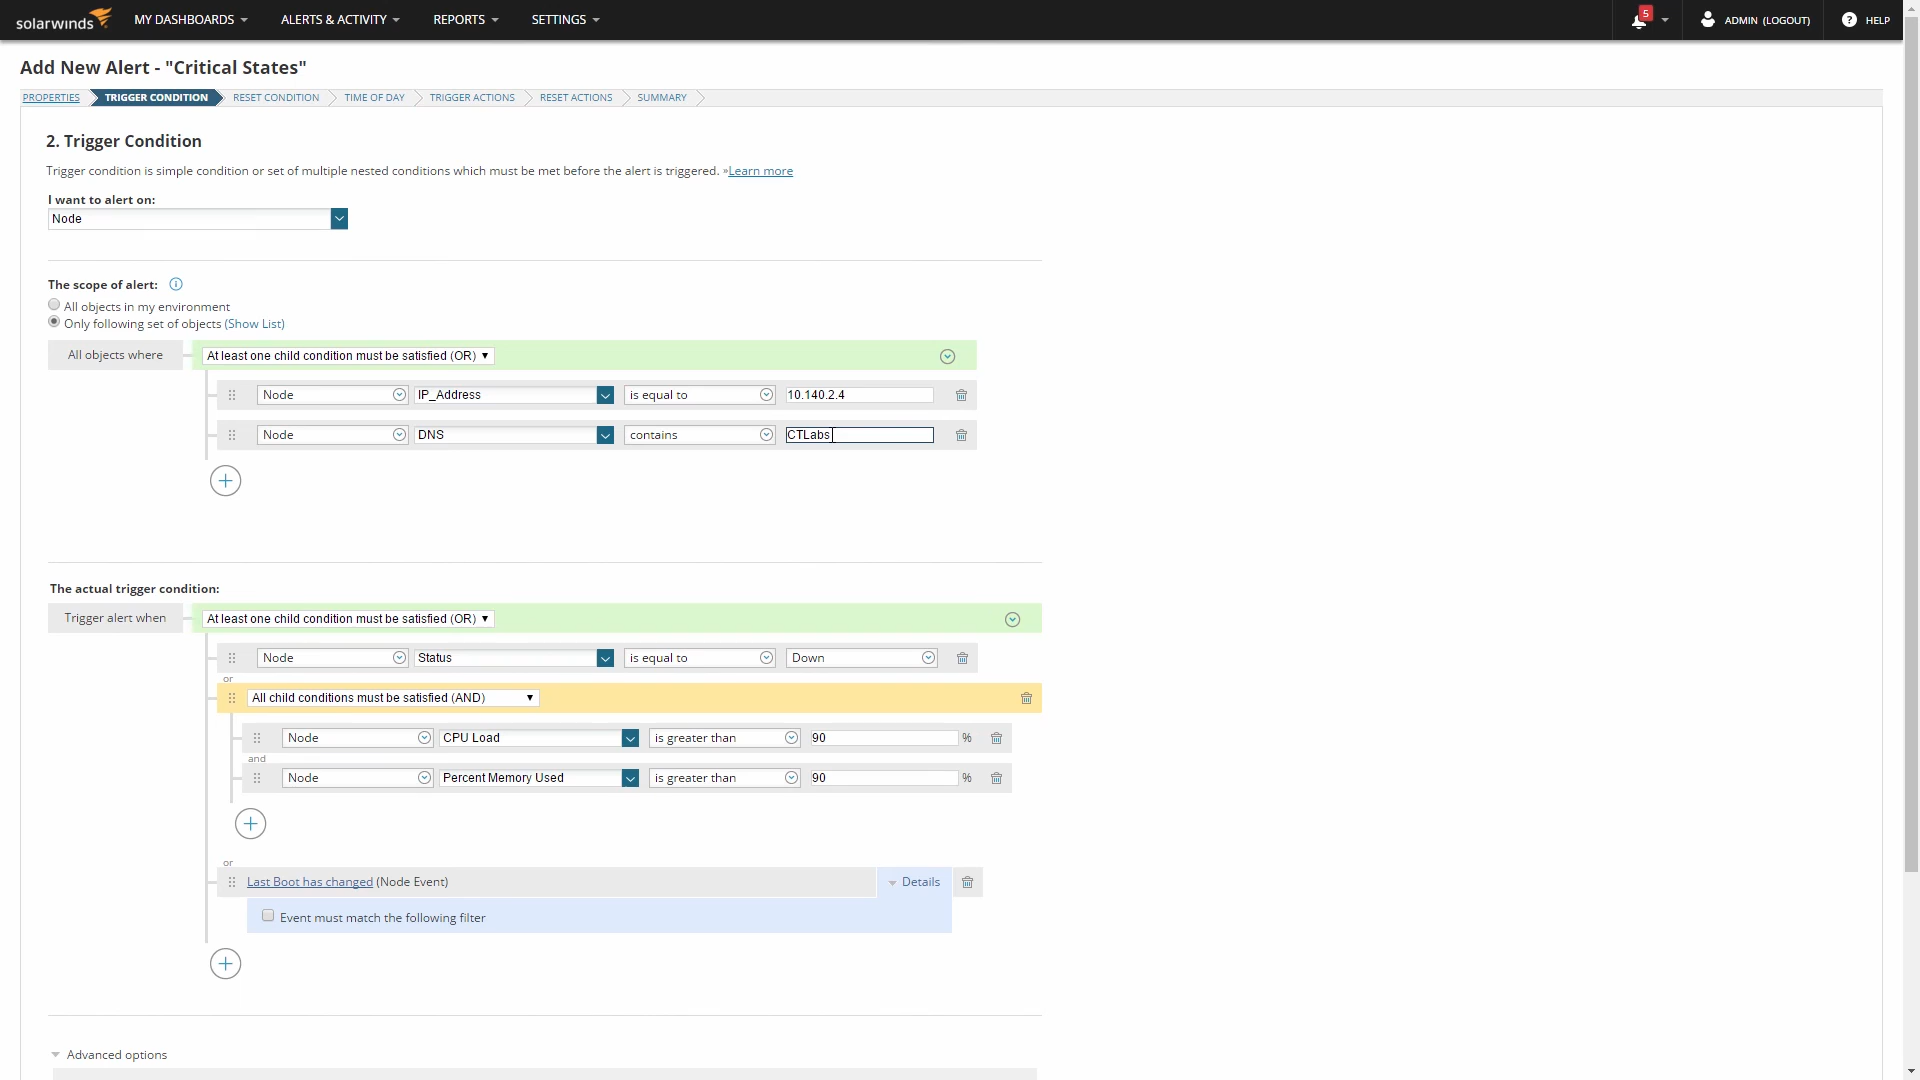 solarwinds MY DASHBOARDS ALERTS & ACTIVITY REPORTS SETTINGS 5 ADMIN (LOGOUT) ? HELP
Add New Alert - "Critical States"
PROPERTIES TRIGGER CONDITION RESET CONDITION TIME OF DAY TRIGGER ACTIONS RESET ACTIONS SUMMARY
2. Trigger Condition
Trigger condition is simple condition or set of multiple nested conditions which must be met before the alert is triggered. »Learn more
I want to alert on:
Node
The scope of alert: i
All objects in my environment
Only following set of objects (Show List)
All objects where At least one child condition must be satisfied (OR)
Node IP_Address is equal to 10.140.2.4
Node DNS contains CTLabs
The actual trigger condition:
Trigger alert when At least one child condition must be satisfied (OR)
Node Status is equal to Down
or
All child conditions must be satisfied (AND)
Node CPU Load is greater than 90 %
and
Node Percent Memory Used is greater than 90 %
or
Last Boot has changed (Node Event) Details
Event must match the following filter
Advanced options